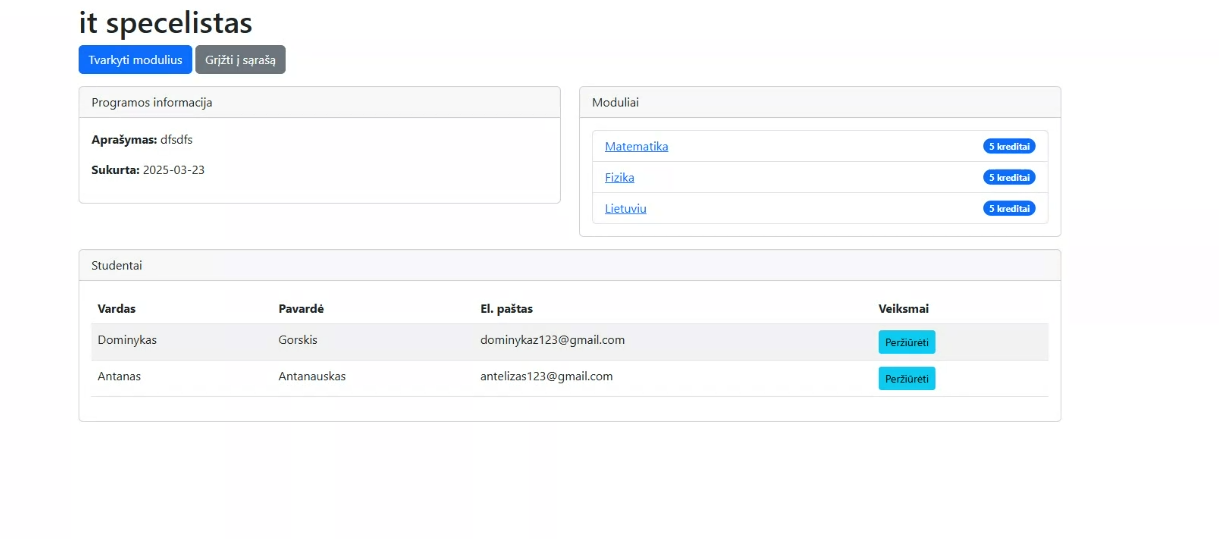 it specelistas
Tvarkyti modulius Grįžti į sąrašą
Programos informacija
Aprašymas: dfsdfs
Sukurta: 2025-03-23
Moduliai
Matematika 5 kreditai
Fizika 5 kreditai
Lietuviu 5 kreditai
Studentai
Vardas Pavardė El. paštas Veiksmai
Dominykas Gorskis dominykaz123@gmail.com Peržiūrėti
Antanas Antanauskas antelizas123@gmail.com Peržiūrėti